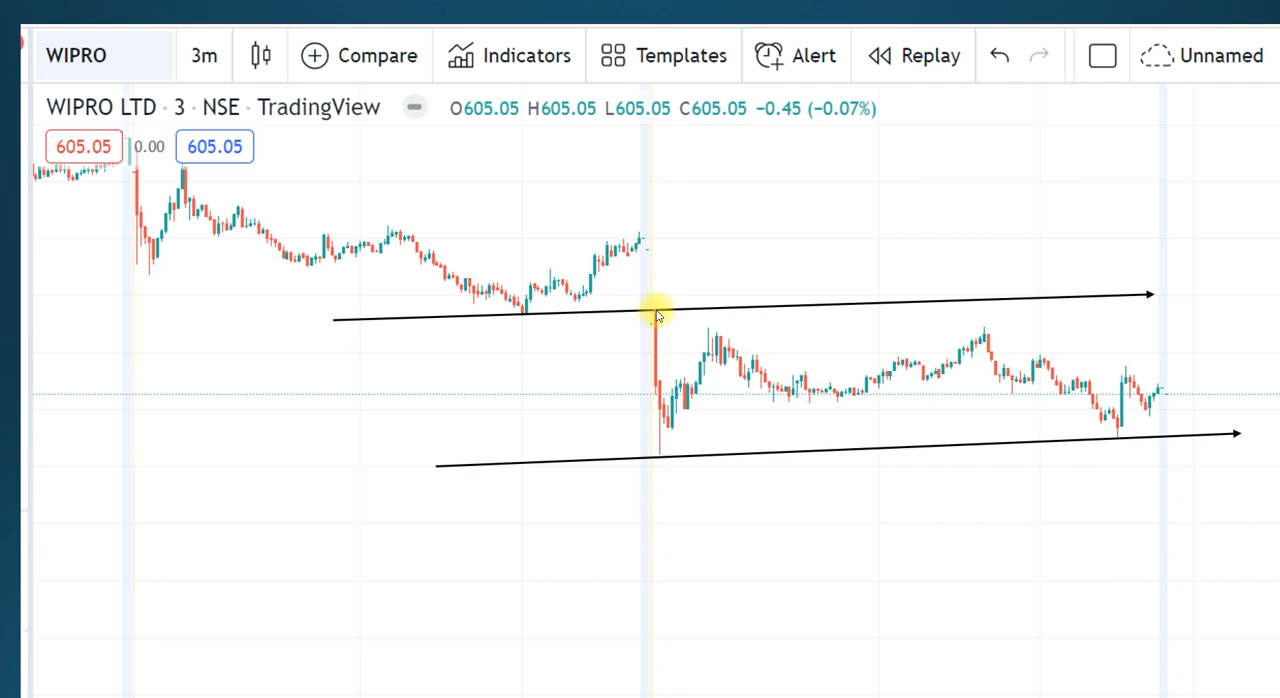 WIPRO 3m Compare Indicators Templates Alert Replay Unnamed
WIPRO LTD · 3 · NSE · TradingView O605.05 H605.05 L605.05 C605.05 −0.45 (−0.07%)
605.05 0.00 605.05